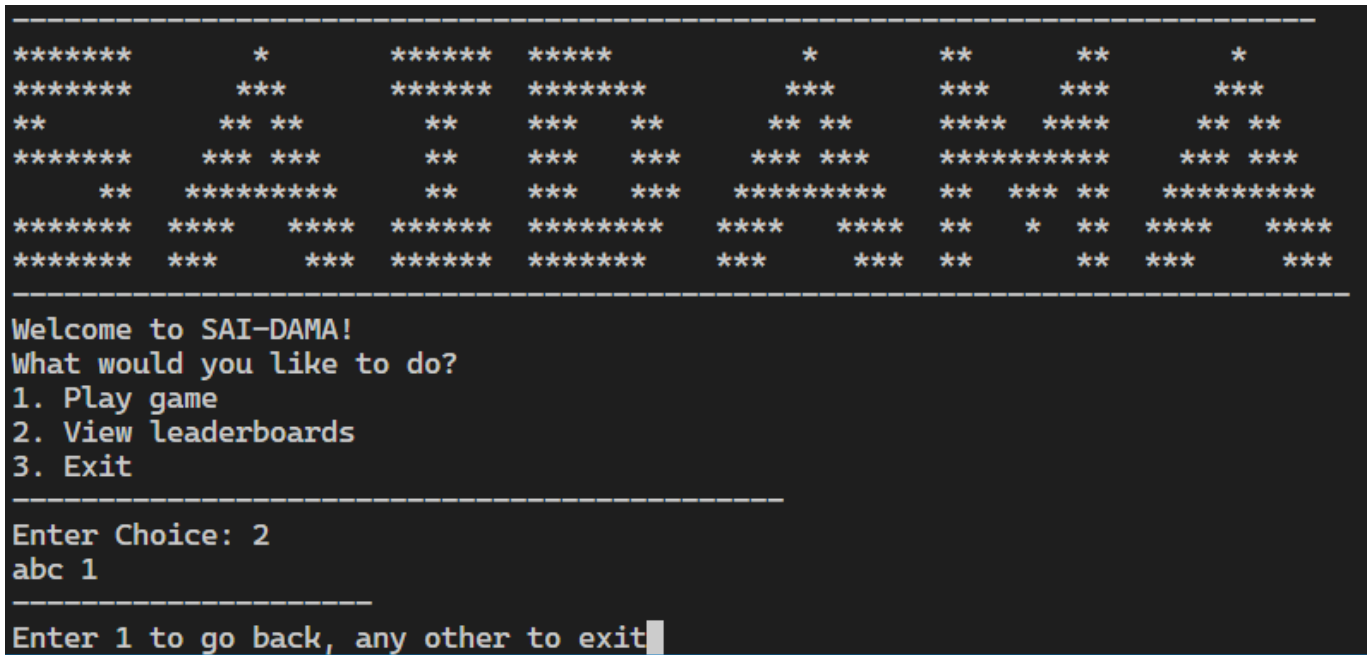 ---------------------------------------------------------------------------
*******       *       ****** *****           *       **      **       *
*******      ***      ****** *******        ***      ***    ***      ***
**          ** **       **   ***   **      ** **     ****  ****     ** **
*******    *** ***      **   ***   ***    *** ***    **********    *** ***
     **   *********     **   ***   ***   *********   **  *** **   *********
*******  ****   ****  ****** ********   ****   ****  **   *  **  ****   ****
*******  ***     ***  ****** *******    ***     ***  **      **  ***     ***
-----------------------------------------------------------------------------
Welcome to SAI-DAMA!
What would you like to do?
1. Play game
2. View leaderboards
3. Exit
---------------------------------------------
Enter Choice: 2
abc 1
---------------------
Enter 1 to go back, any other to exit